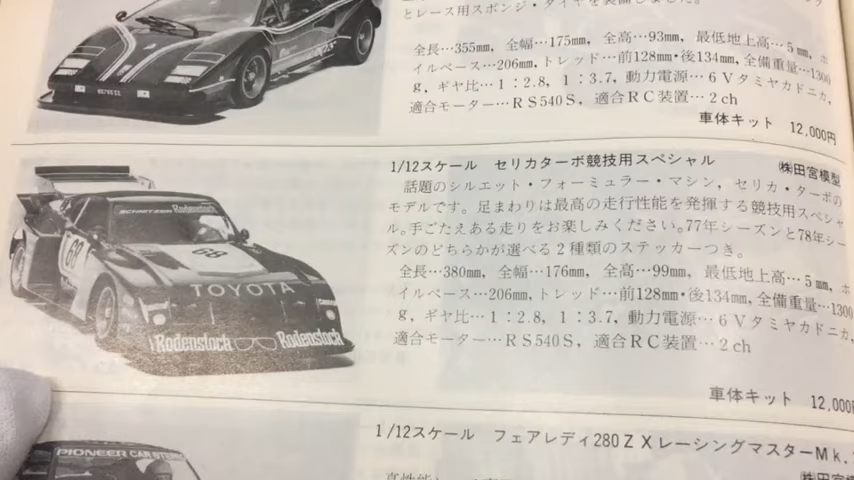 とレース用スポンジ・タイヤを装備しました。
全長…355mm, 全幅…175mm, 全高…93mm, 最低地上高…5mm, ホ
イルベース…206mm, トレッド…前128mm・後134mm, 全備重量…1300
g, ギヤ比…1:2.8, 1:3.7, 動力電源…6Vタミヤカドニカ,
適合モーター…RS540S, 適合RC装置…2ch
車体キット 12,000円
1/12スケール セリカターボ競技用スペシャル ㈱田宮模型
話題のシルエット・フォーミュラー・マシン, セリカ・ターボの
モデルです。足まわりは最高の走行性能を発揮する競技用スペシャ
ル。手ごたえある走りをお楽しみください。77年シーズンと78年シー
ズンのどちらかが選べる2種類のステッカーつき。
全長…380mm, 全幅…176mm, 全高…99mm, 最低地上高…5mm, ホ
イルベース…206mm, トレッド…前128mm・後134mm, 全備重量…1300
g, ギヤ比…1:2.8, 1:3.7, 動力電源…6Vタミヤカドニカ,
適合モーター…RS540S, 適合RC装置…2ch
車体キット 12,000円
SCHNITZER Rodenstock
68
68
TOYOTA
Rodenstock Rodenstock
1/12スケール フェアレディ280ZXレーシングマスターMk.
PIONEER CAR STEREO